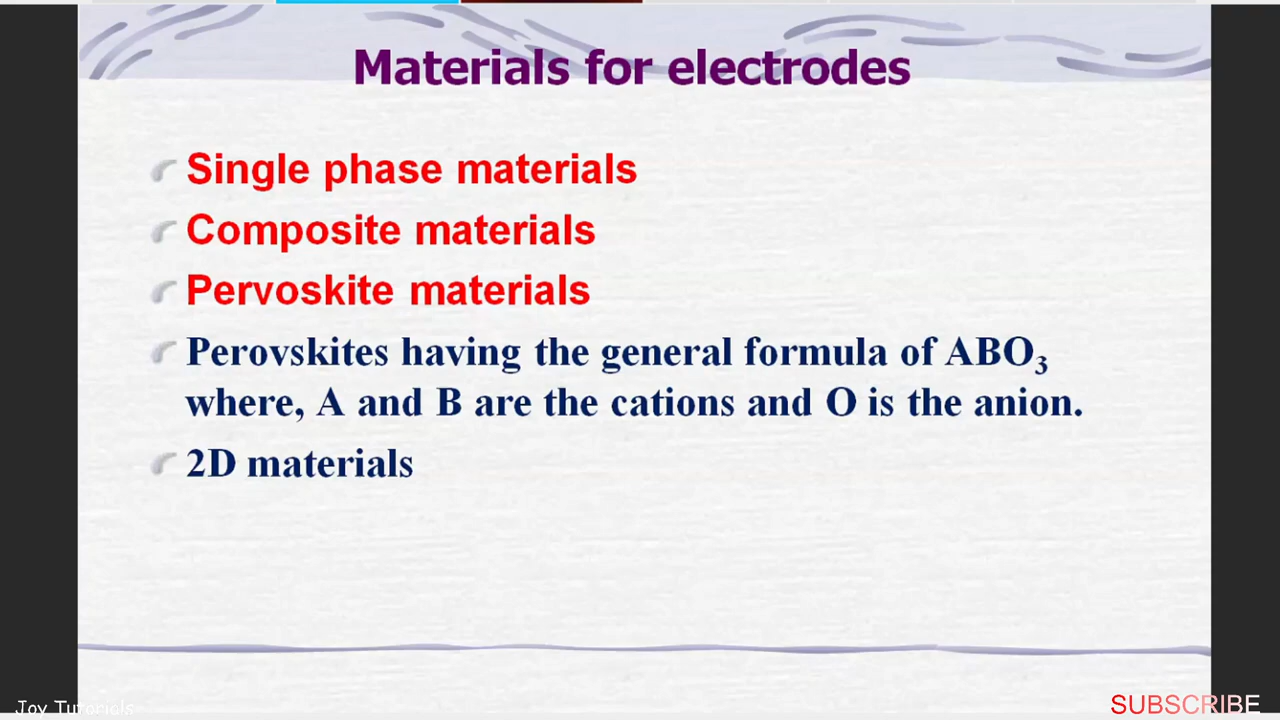 Materials for electrodes
Single phase materials
Composite materials
Pervoskite materials
Perovskites having the general formula of ABO₃
where, A and B are the cations and O is the anion.
2D materials
Joy Tutorials
SUBSCRIBE